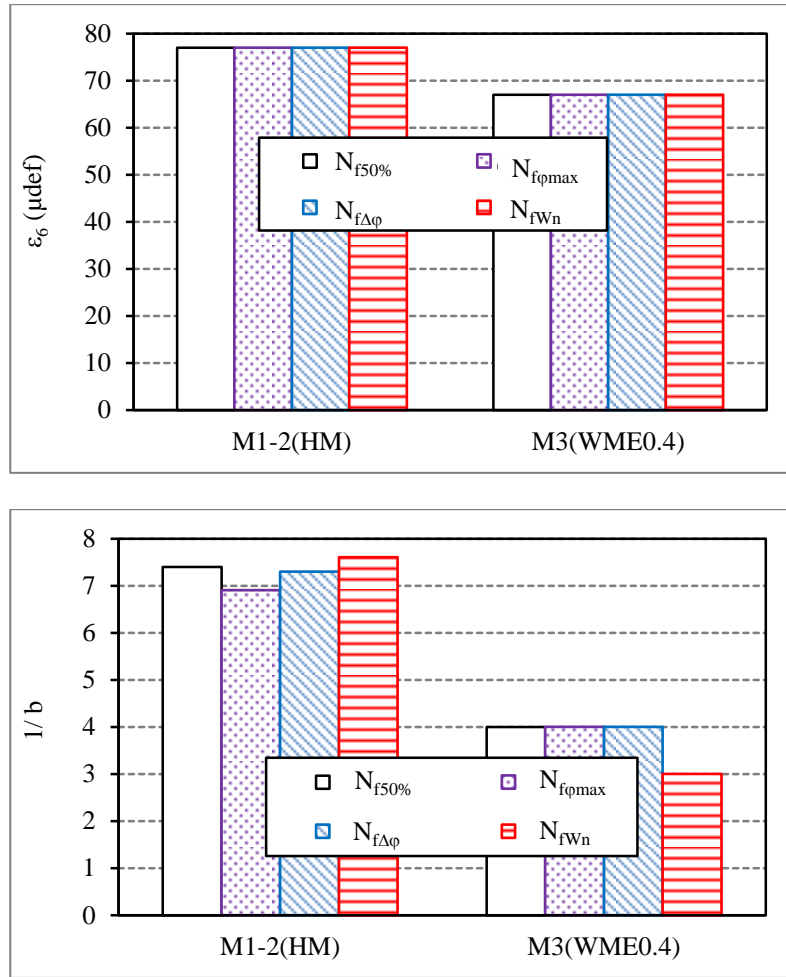 80
70
60
50
40
30
20
10
0
ε6 (μdef)
Nf50%
Nfφmax
NfΔφ
NfWn
M1-2(HM)
M3(WME0.4)
8
7
6
5
4
3
2
1
0
1/ b
Nf50%
Nfφmax
NfΔφ
NfWn
M1-2(HM)
M3(WME0.4)